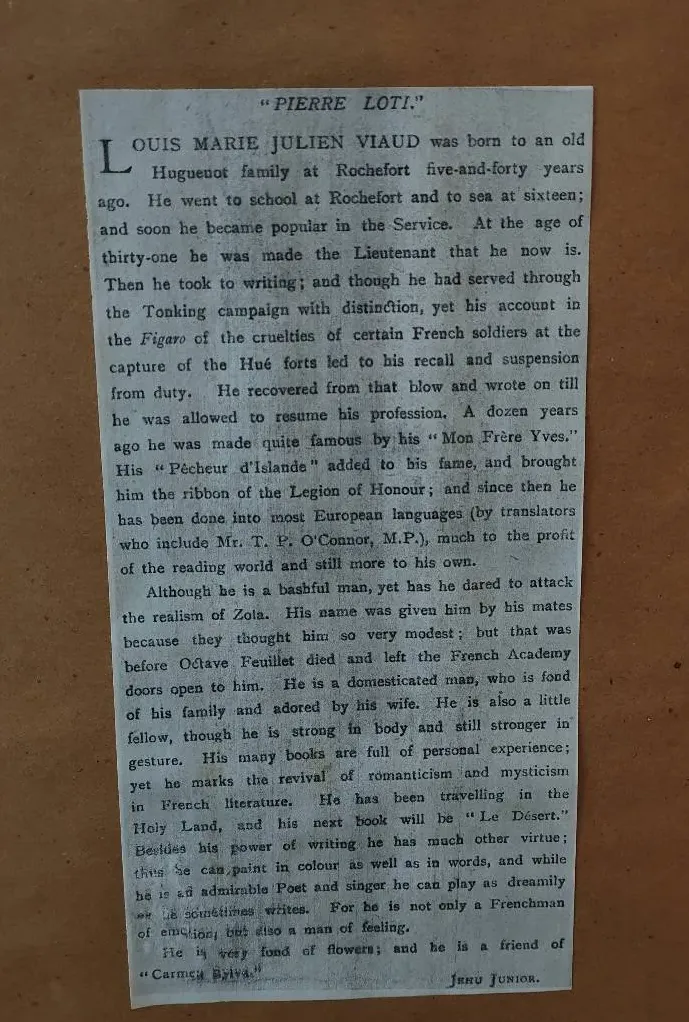 “PIERRE LOTI.”
LOUIS MARIE JULIEN VIAUD was born to an old
Huguenot family at Rochefort five-and-forty years
ago. He went to school at Rochefort and to sea at sixteen;
and soon he became popular in the Service. At the age of
thirty-one he was made the Lieutenant that he now is.
Then he took to writing; and though he had served through
the Tonking campaign with distinction, yet his account in
the Figaro of the cruelties of certain French soldiers at the
capture of the Hué forts led to his recall and suspension
from duty. He recovered from that blow and wrote on till
he was allowed to resume his profession. A dozen years
ago he was made quite famous by his “Mon Frère Yves.”
His “Pêcheur d'Islande” added to his fame, and brought
him the ribbon of the Legion of Honour; and since then he
has been done into most European languages (by translators
who include Mr. T. P. O'Connor, M.P.), much to the profit
of the reading world and still more to his own.
Although he is a bashful man, yet has he dared to attack
the realism of Zola. His name was given him by his mates
because they thought him so very modest; but that was
before Octave Feuillet died and left the French Academy
doors open to him. He is a domesticated man, who is fond
of his family and adored by his wife. He is also a little
fellow, though he is strong in body and still stronger in
gesture. His many books are full of personal experience;
yet he marks the revival of romanticism and mysticism
in French literature. He has been travelling in the
Holy Land, and his next book will be “Le Désert.”
Besides his power of writing he has much other virtue;
thus he can paint in colour as well as in words, and while
he is an admirable Poet and singer he can play as dreamily
as he sometimes writes. For he is not only a Frenchman
of emotion, but also a man of feeling.
He is very fond of flowers; and he is a friend of
“Carmen Sylva.”
JEHU JUNIOR.